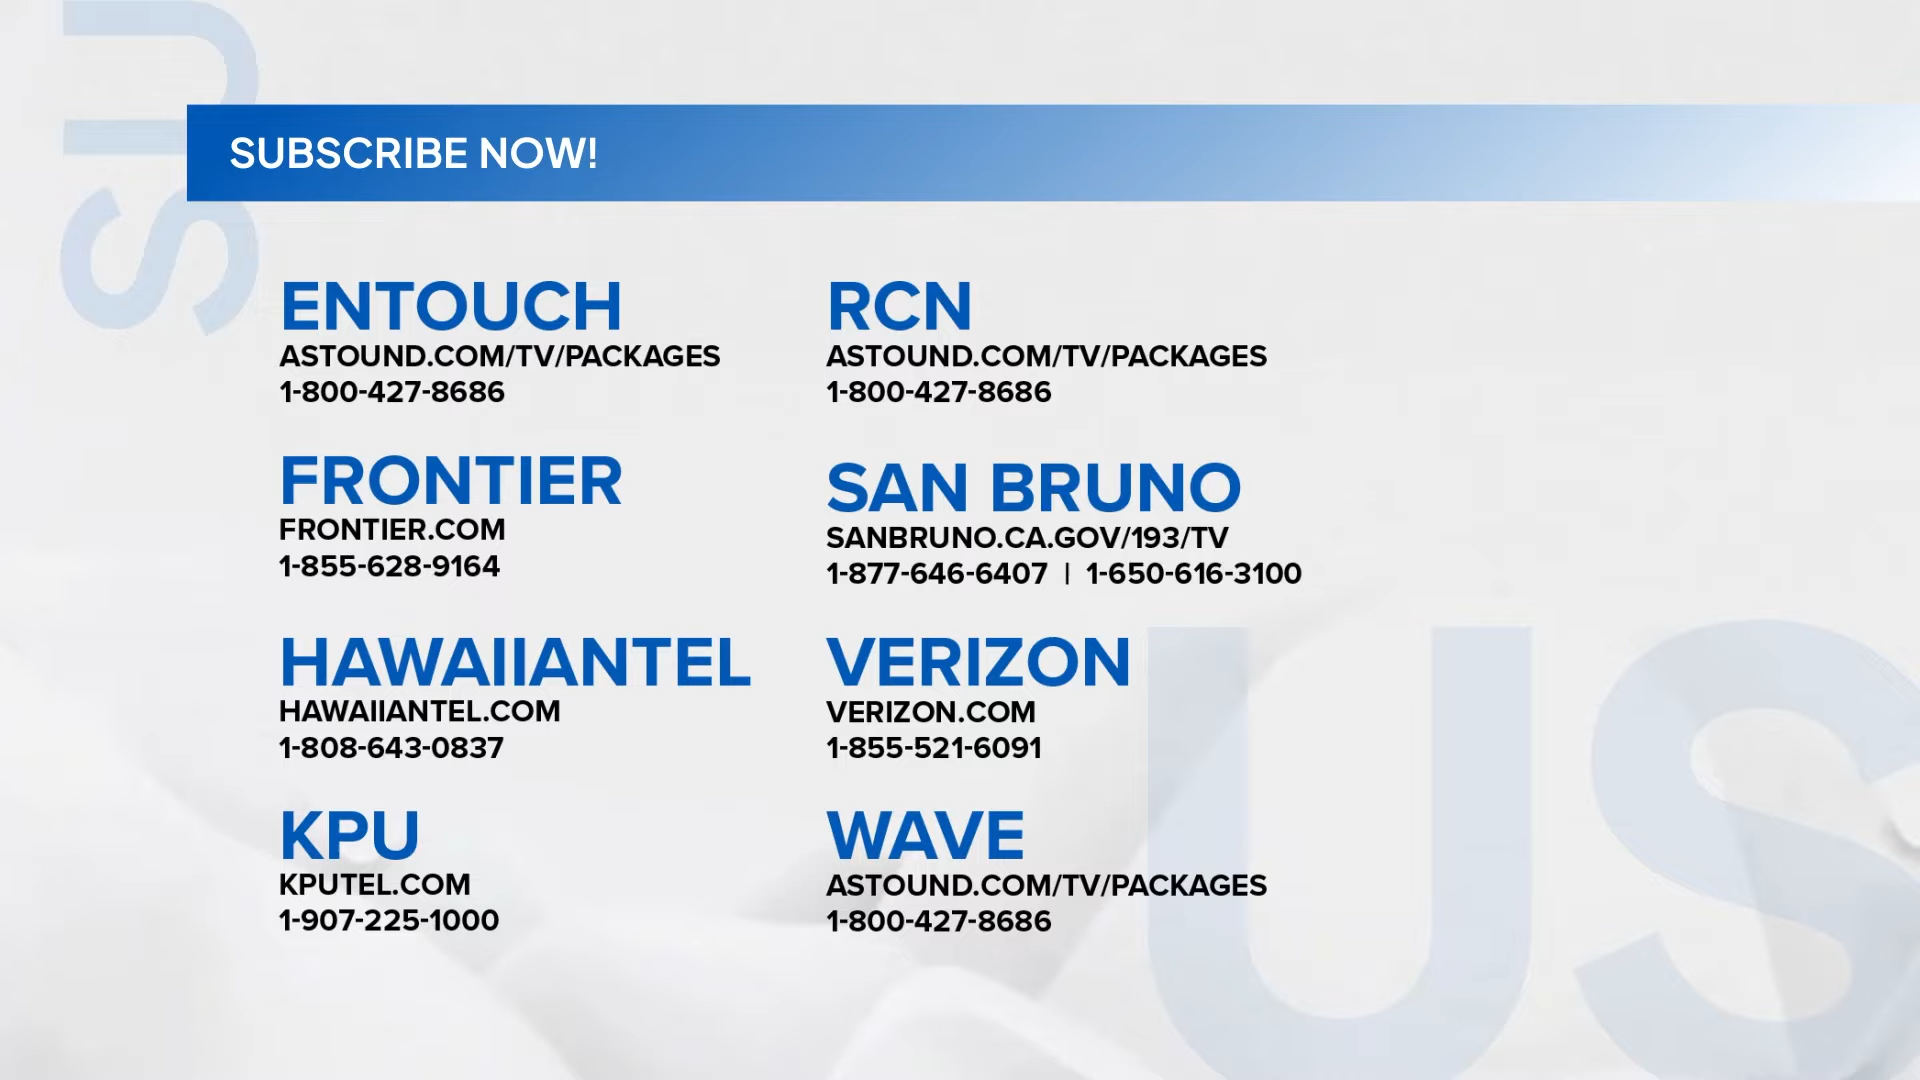 SUBSCRIBE NOW!
ENTOUCH
ASTOUND.COM/TV/PACKAGES
1-800-427-8686
FRONTIER
FRONTIER.COM
1-855-628-9164
HAWAIIANTEL
HAWAIIANTEL.COM
1-808-643-0837
KPU
KPUTEL.COM
1-907-225-1000
RCN
ASTOUND.COM/TV/PACKAGES
1-800-427-8686
SAN BRUNO
SANBRUNO.CA.GOV/193/TV
1-877-646-6407 | 1-650-616-3100
VERIZON
VERIZON.COM
1-855-521-6091
WAVE
ASTOUND.COM/TV/PACKAGES
1-800-427-8686
US